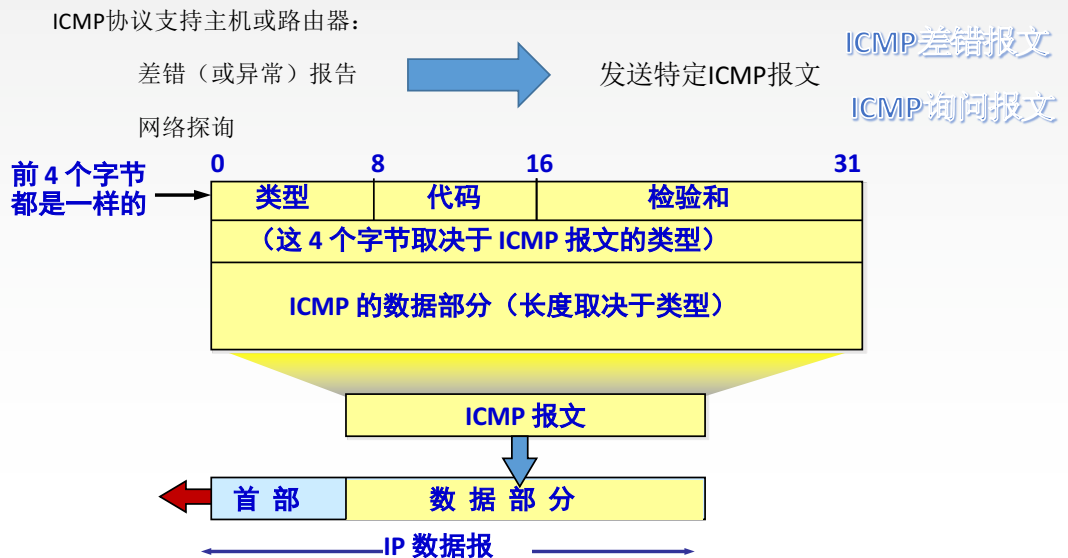 ICMP协议支持主机或路由器：
差错（或异常）报告
网络探询
发送特定ICMP报文
ICMP差错报文
ICMP询问报文
前 4 个字节
都是一样的
0 8 16 31
类型 代码 检验和
（这 4 个字节取决于 ICMP 报文的类型）
ICMP 的数据部分（长度取决于类型）
ICMP 报文
首 部 数 据 部 分
IP 数据报